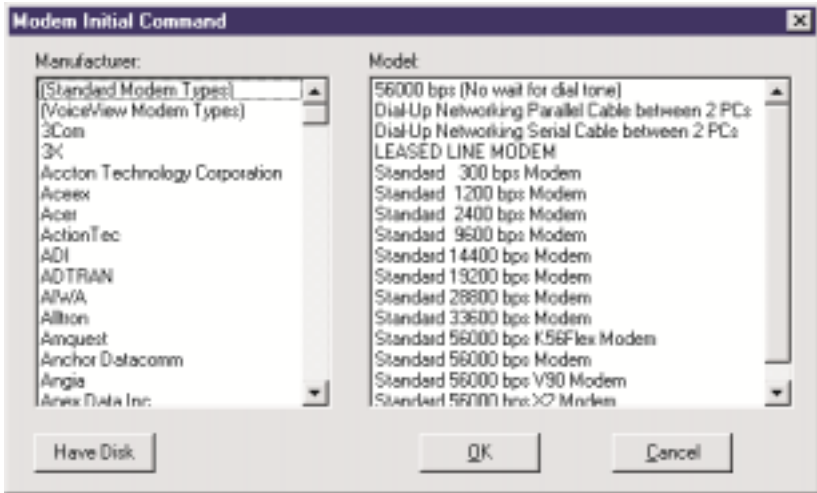 Modem Initial Command
Manufacturer:
(Standard Modem Types)
(VoiceView Modem Types)
3Com
3X
Accton Technology Corporation
Aceex
Acer
ActionTec
ADI
ADTRAN
AIWA
Alltron
Amquest
Anchor Datacomm
Angia
Apex Data Inc
Model:
56000 bps (No wait for dial tone)
Dial-Up Networking Parallel Cable between 2 PCs
Dial-Up Networking Serial Cable between 2 PCs
LEASED LINE MODEM
Standard 300 bps Modem
Standard 1200 bps Modem
Standard 2400 bps Modem
Standard 9600 bps Modem
Standard 14400 bps Modem
Standard 19200 bps Modem
Standard 28800 bps Modem
Standard 33600 bps Modem
Standard 56000 bps K56Flex Modem
Standard 56000 bps Modem
Standard 56000 bps V90 Modem
Standard 56000 bps X2 Modem
Have Disk
OK
Cancel